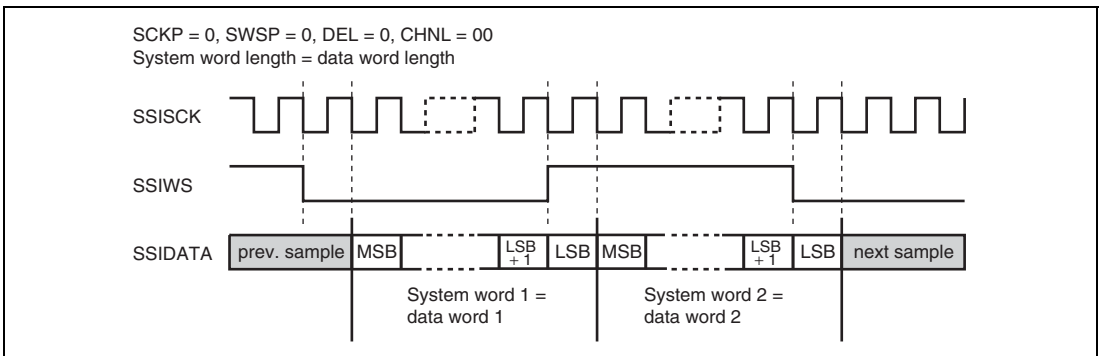 SCKP = 0, SWSP = 0, DEL = 0, CHNL = 00
System word length = data word length
SSISCK
SSIWS
SSIDATA
prev. sample
MSB
LSB
+ 1
LSB
MSB
LSB
+ 1
LSB
next sample
System word 1 =
data word 1
System word 2 =
data word 2